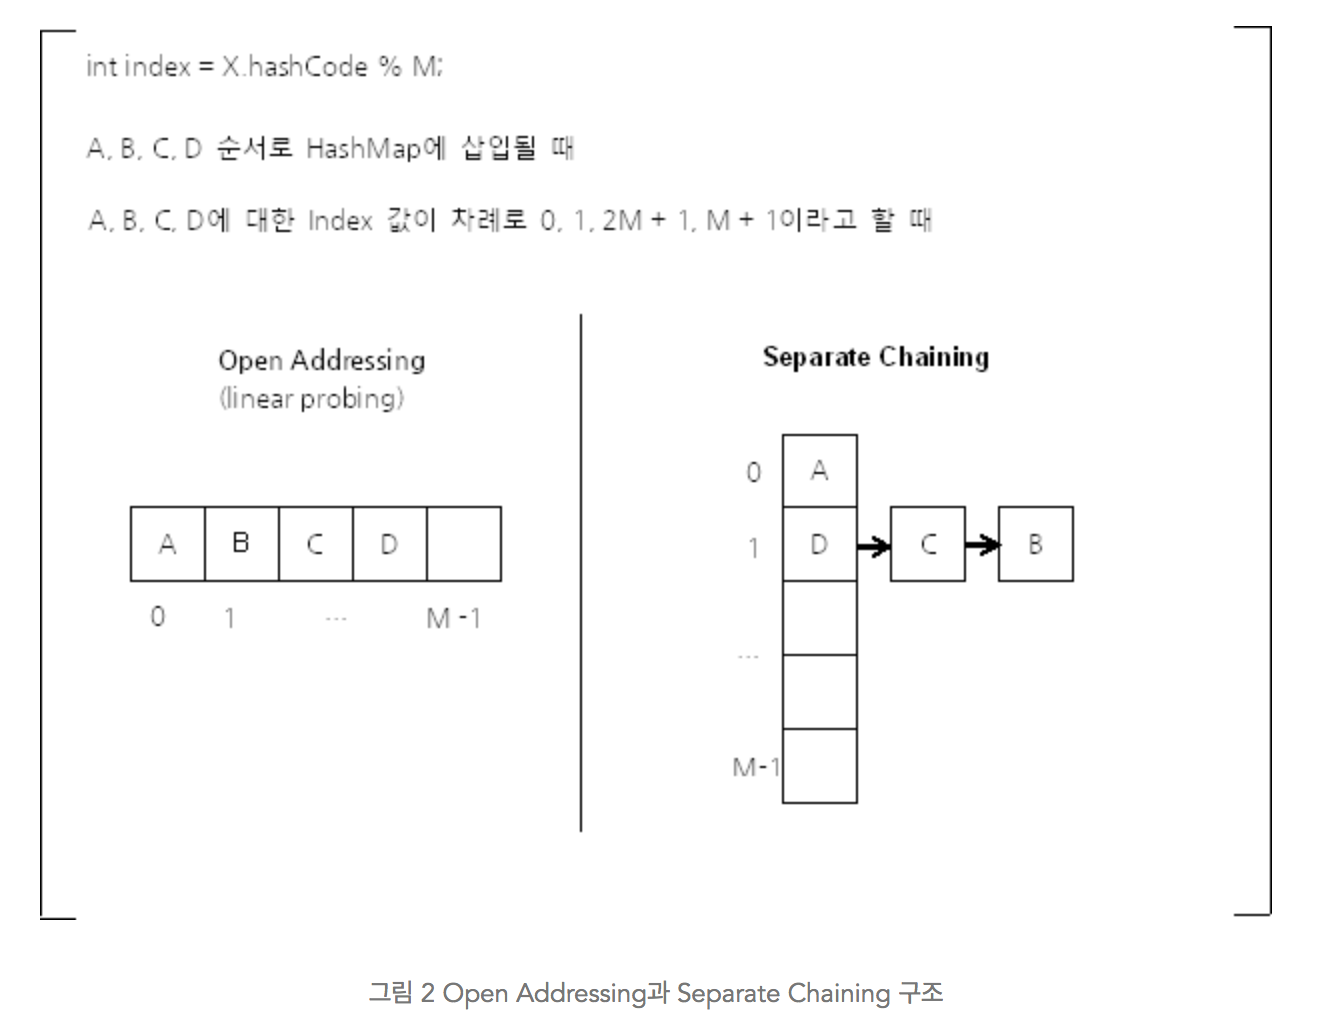 int index = X.hashCode % M;
A, B, C, D 순서로 HashMap에 삽입될 때
A, B, C, D에 대한 Index 값이 차례로 0, 1, 2M + 1, M + 1이라고 할 때
Open Addressing
(linear probing)
A B C D
0 1 ... M -1
Separate Chaining
0 A
1 D C B
...
M-1
그림 2 Open Addressing과 Separate Chaining 구조